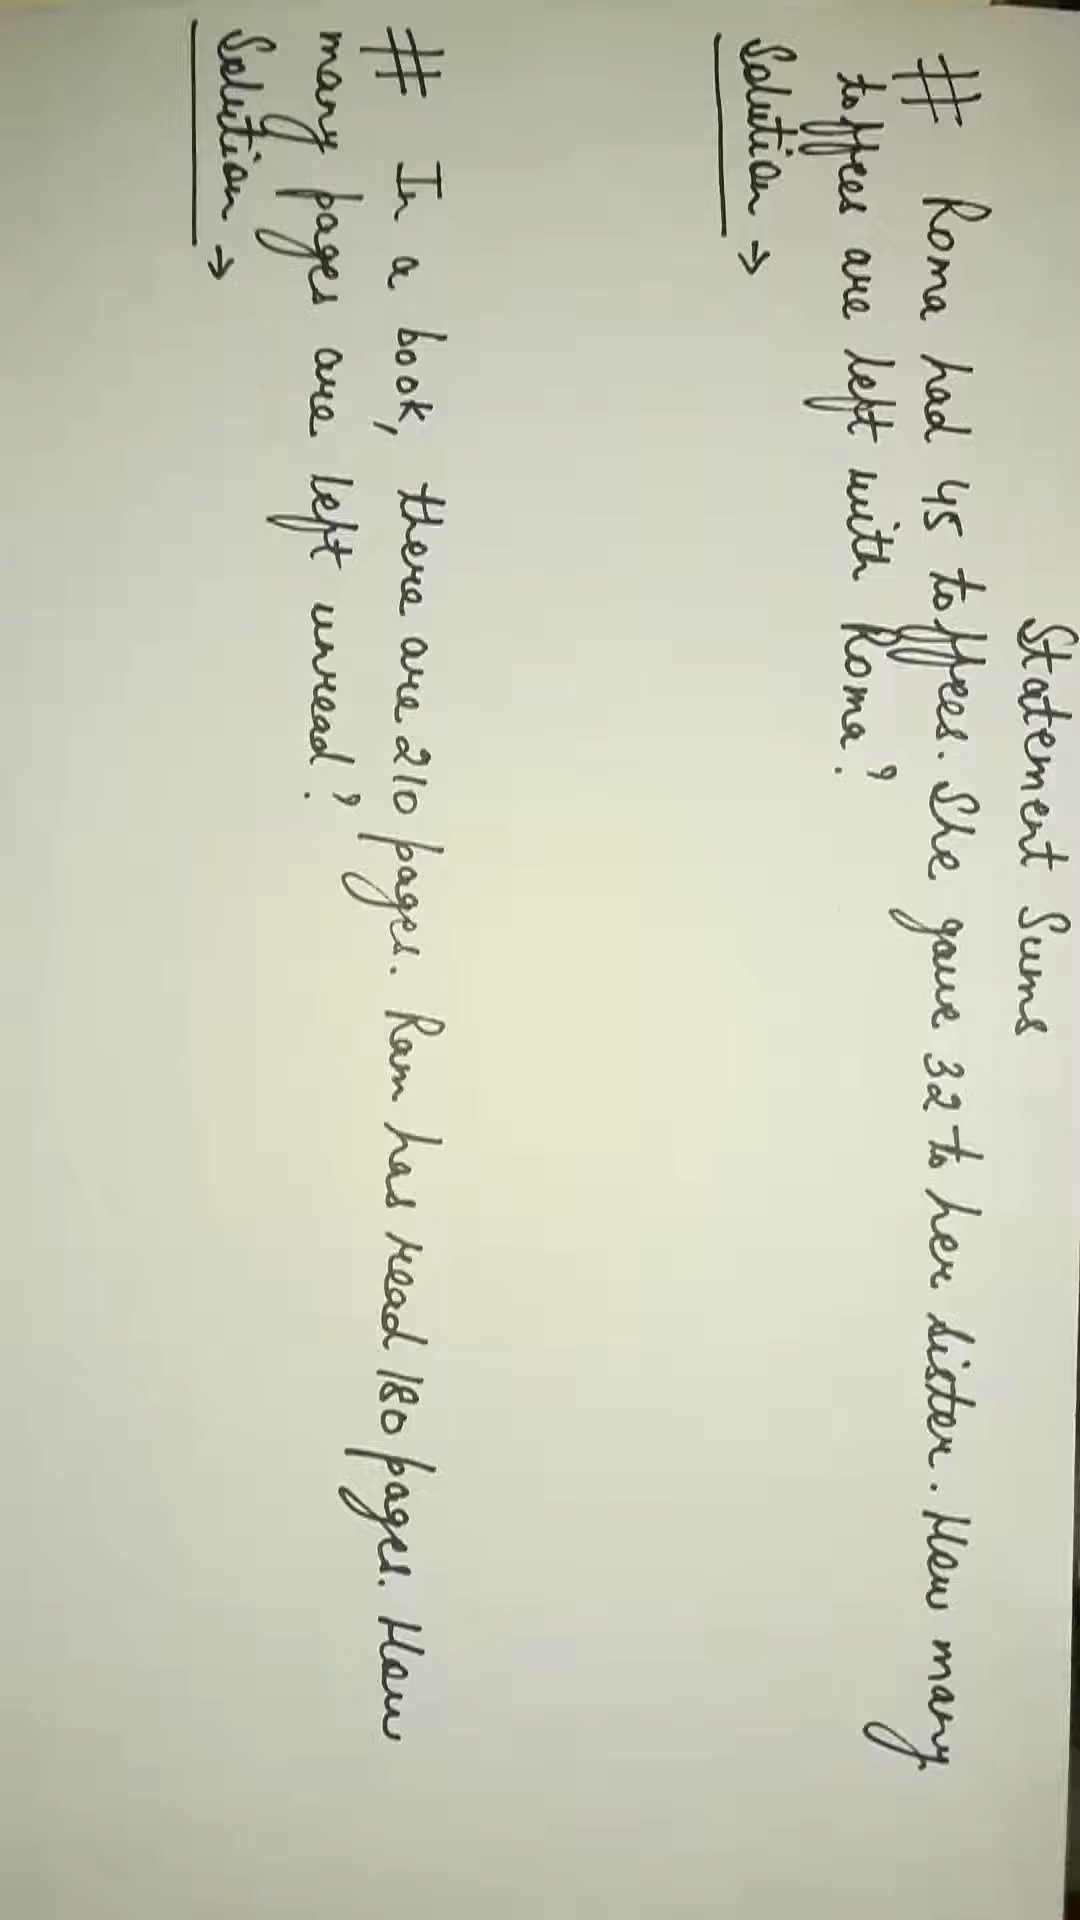 Statement Sums
# Roma had 45 toffees. She gave 32 to her sister. How many
toffees are left with Roma?
Solution →
# In a book, there are 210 pages. Ram has read 180 pages. How
many pages are left unread?
Solution →